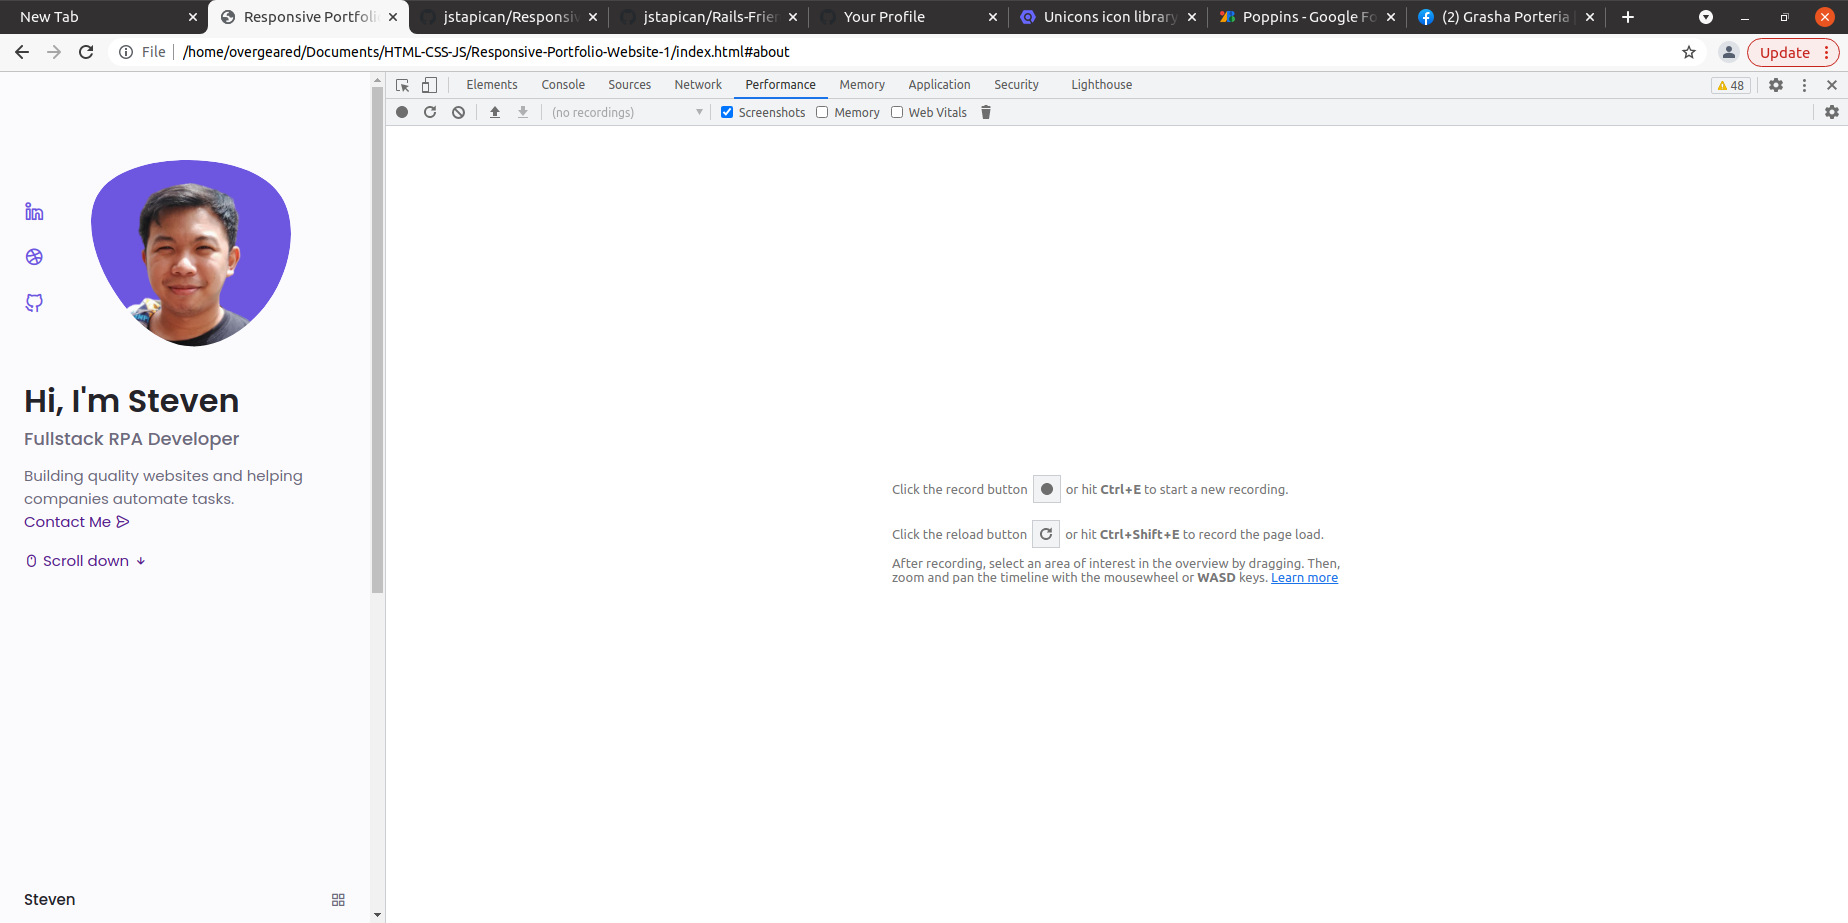 New Tab
Responsive Portfoli
jstapican/Responsiv
jstapican/Rails-Frier
Your Profile
Unicons icon library
Poppins - Google Fo
(2) Grasha Porteria
File
/home/overgeared/Documents/HTML-CSS-JS/Responsive-Portfolio-Website-1/index.html#about
Update
Elements
Console
Sources
Network
Performance
Memory
Application
Security
Lighthouse
48
(no recordings)
Screenshots
Memory
Web Vitals
Hi, I'm Steven
Fullstack RPA Developer
Building quality websites and helping
companies automate tasks.
Contact Me
Scroll down
Steven
Click the record button or hit Ctrl+E to start a new recording.
Click the reload button or hit Ctrl+Shift+E to record the page load.
After recording, select an area of interest in the overview by dragging. Then,
zoom and pan the timeline with the mousewheel or WASD keys. Learn more